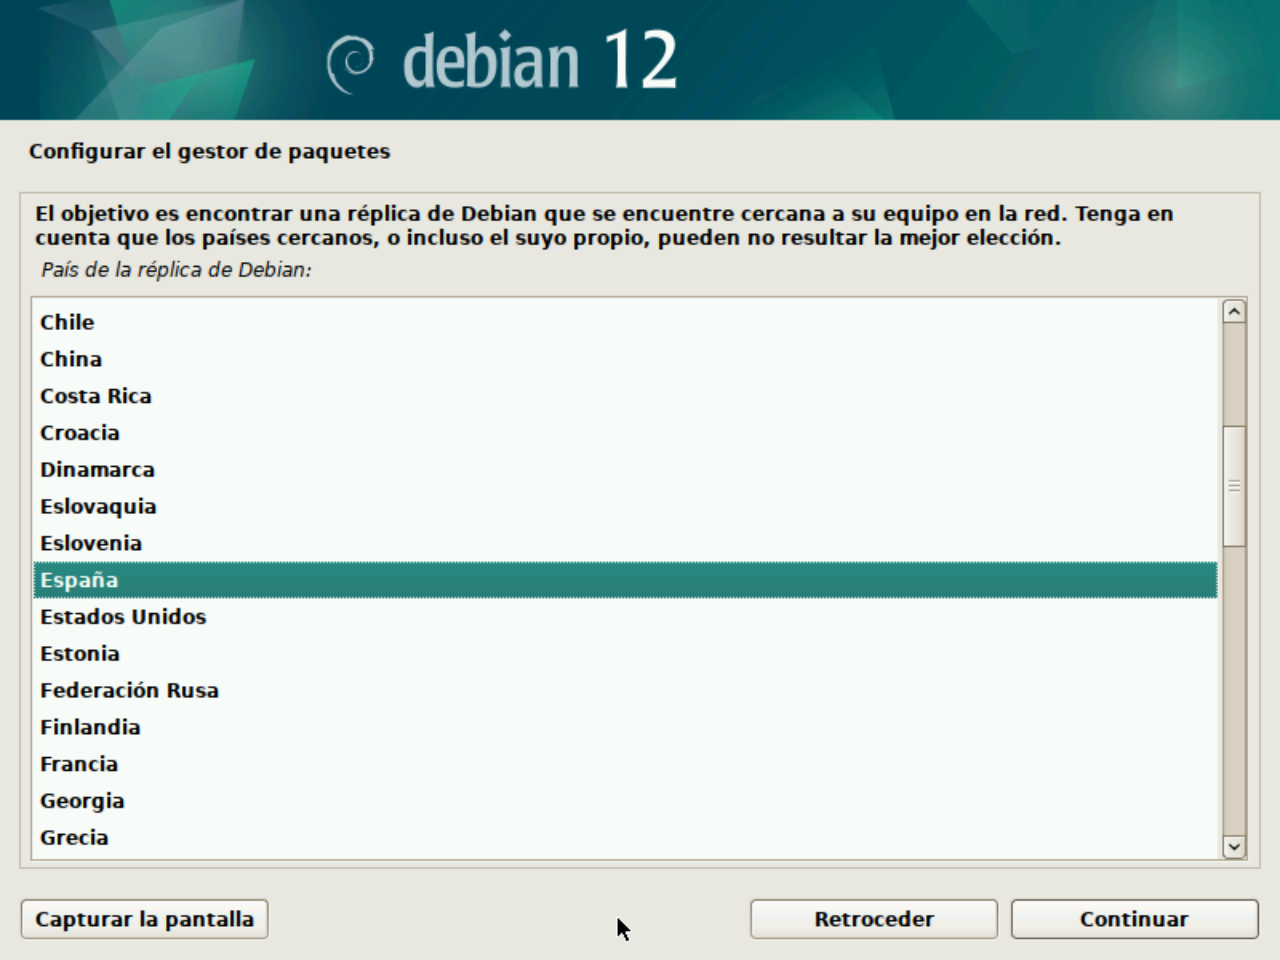 debian 12
Configurar el gestor de paquetes
El objetivo es encontrar una réplica de Debian que se encuentre cercana a su equipo en la red. Tenga en
cuenta que los países cercanos, o incluso el suyo propio, pueden no resultar la mejor elección.
País de la réplica de Debian:
Chile
China
Costa Rica
Croacia
Dinamarca
Eslovaquia
Eslovenia
España
Estados Unidos
Estonia
Federación Rusa
Finlandia
Francia
Georgia
Grecia
Capturar la pantalla
Retroceder
Continuar